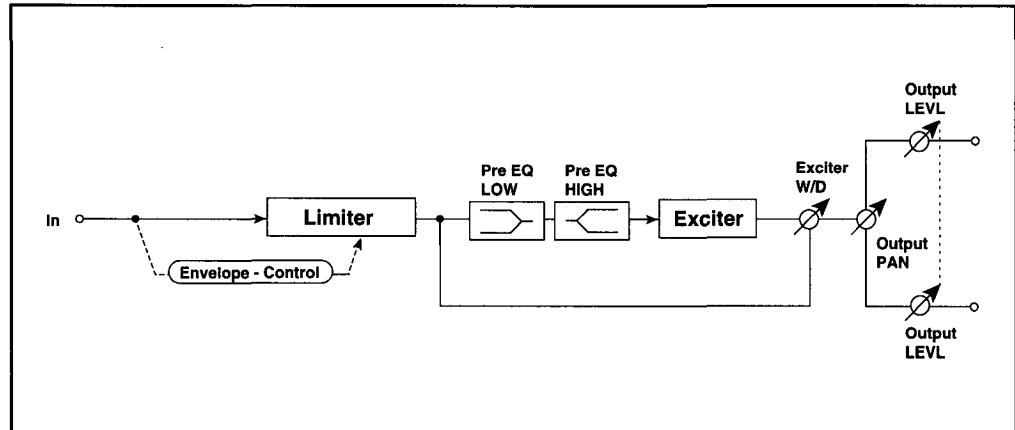 Output
LEVL
Pre EQ
LOW
Pre EQ
HIGH
Exciter
W/D
In
Limiter
Exciter
Output
PAN
Envelope - Control
Output
LEVL